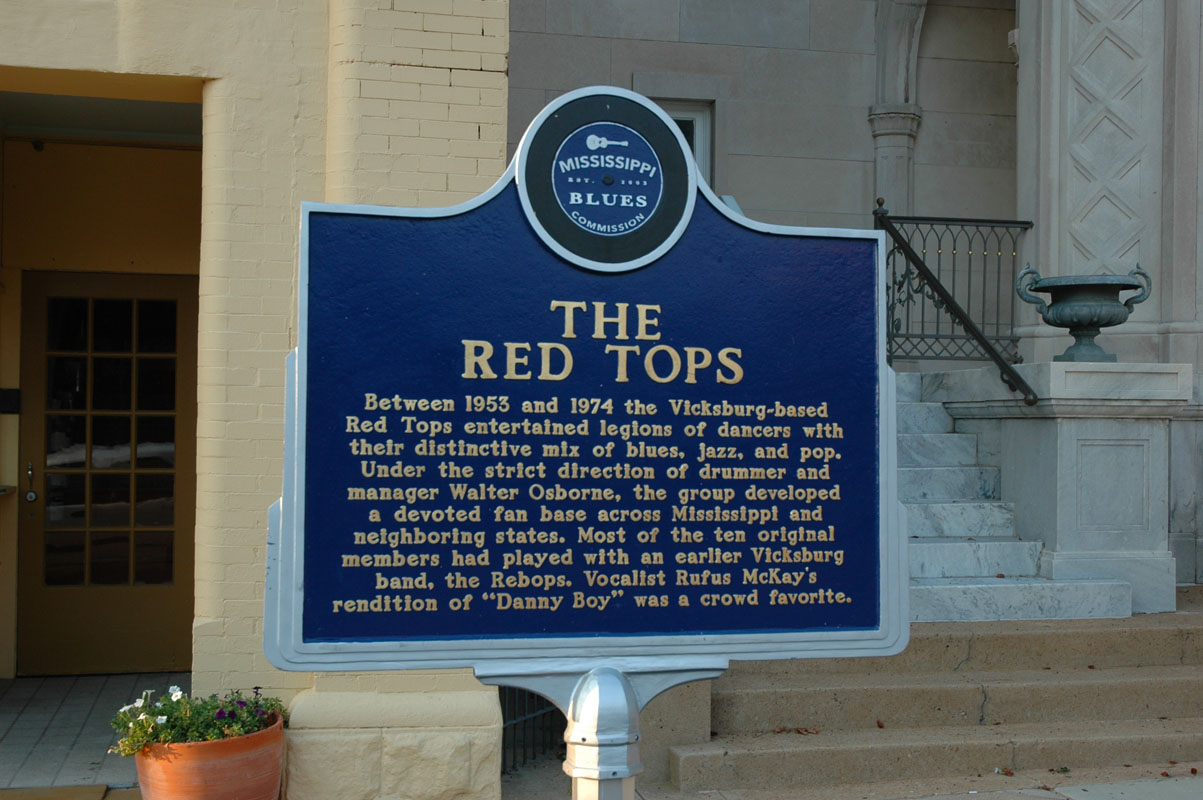 MISSISSIPPI
EST. 2003
BLUES
COMMISSION
THE
RED TOPS
Between 1953 and 1974 the Vicksburg-based
Red Tops entertained legions of dancers with
their distinctive mix of blues, jazz, and pop.
Under the strict direction of drummer and
manager Walter Osborne, the group developed
a devoted fan base across Mississippi and
neighboring states. Most of the ten original
members had played with an earlier Vicksburg
band, the Rebops. Vocalist Rufus McKay's
rendition of "Danny Boy" was a crowd favorite.